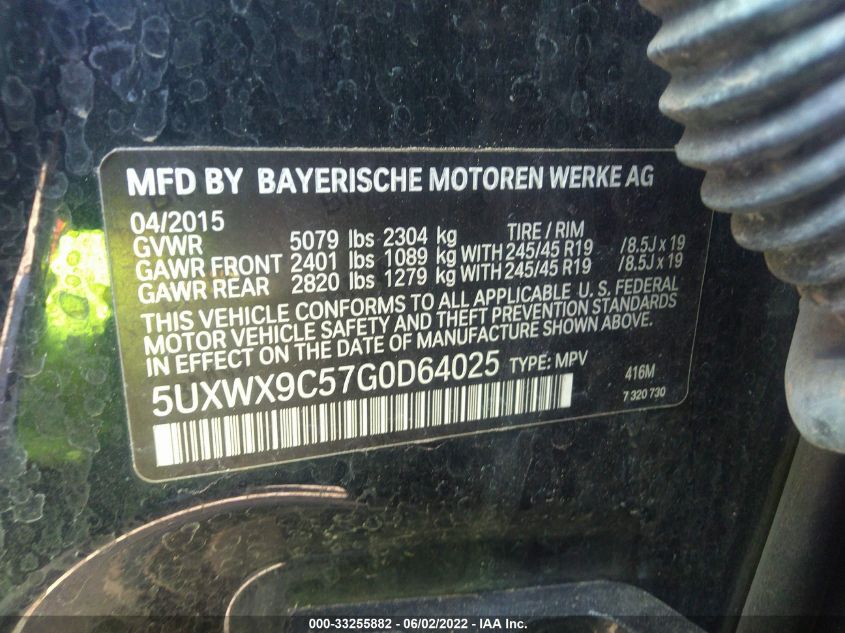 MFD BY BAYERISCHE MOTOREN WERKE AG
04/2015 TIRE / RIM
GVWR 5079 lbs 2304 kg
GAWR FRONT 2401 lbs 1089 kg WITH 245/45 R19 /8.5J x 19
GAWR REAR 2820 lbs 1279 kg WITH 245/45 R19 /8.5J x 19
THIS VEHICLE CONFORMS TO ALL APPLICABLE U. S. FEDERAL
MOTOR VEHICLE SAFETY AND THEFT PREVENTION STANDARDS
IN EFFECT ON THE DATE OF MANUFACTURE SHOWN ABOVE.
5UXWX9C57G0D64025 TYPE: MPV 416M
7 320 730
000-33255882 / 06/02/2022 - IAA Inc.